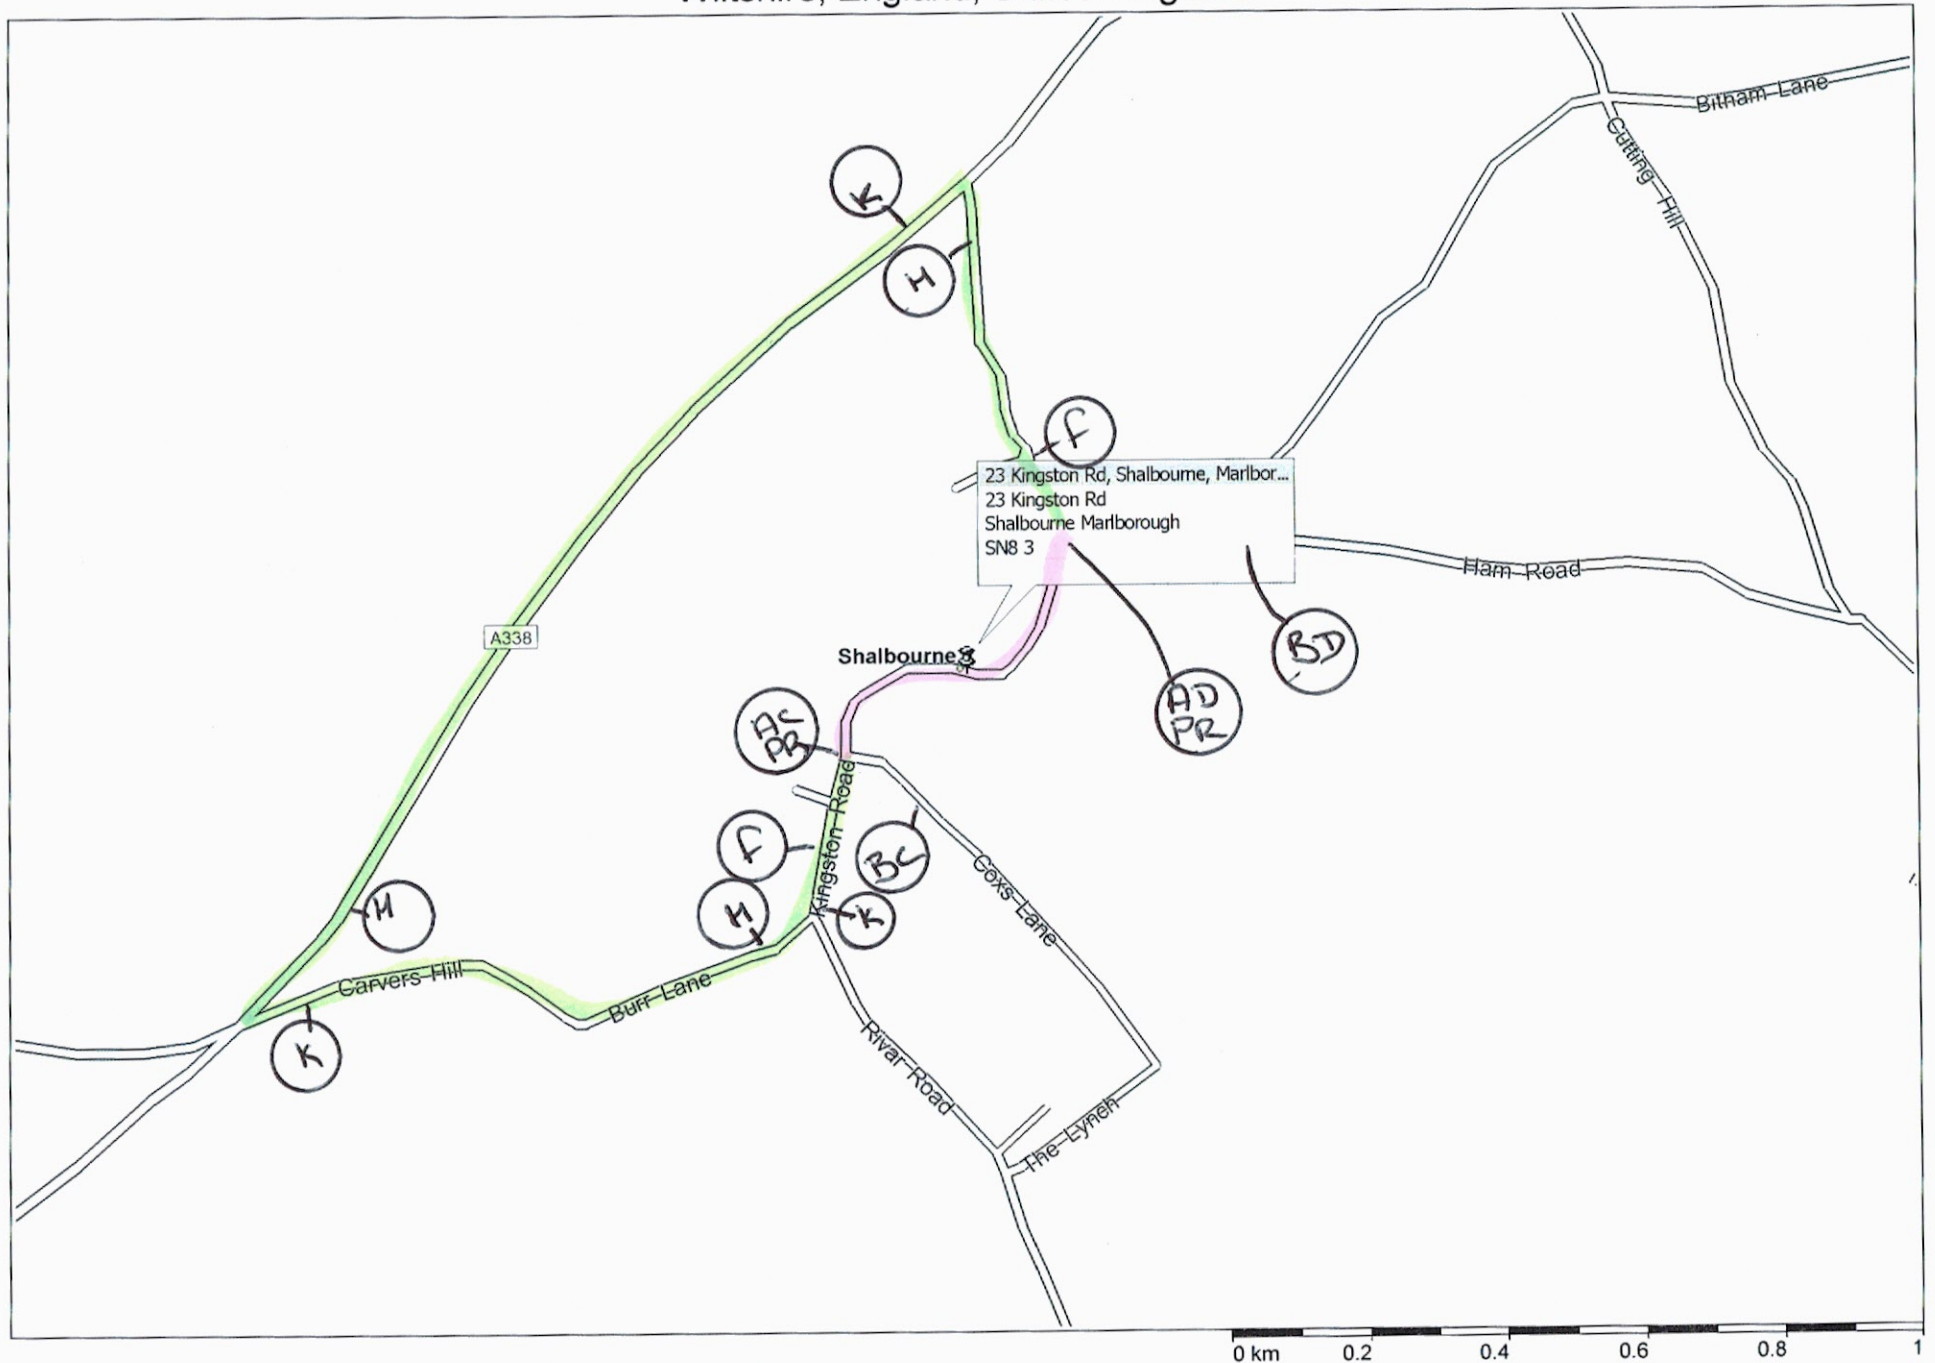 Wiltshire, England,
Bitham Lane
Cutting Hill
K
H
F
23 Kingston Rd, Shalbourne, Marlbor...
23 Kingston Rd
Shalbourne Marlborough
SN8 3
Ham Road
A338
Shalbourne
BD
AD
PR
AC
PR
Kingston Road
F
BC
Coxs Lane
H
K
H
Carvers Hill
Burr Lane
K
Rivar Road
The Lynch
0 km 0.2 0.4 0.6 0.8 1